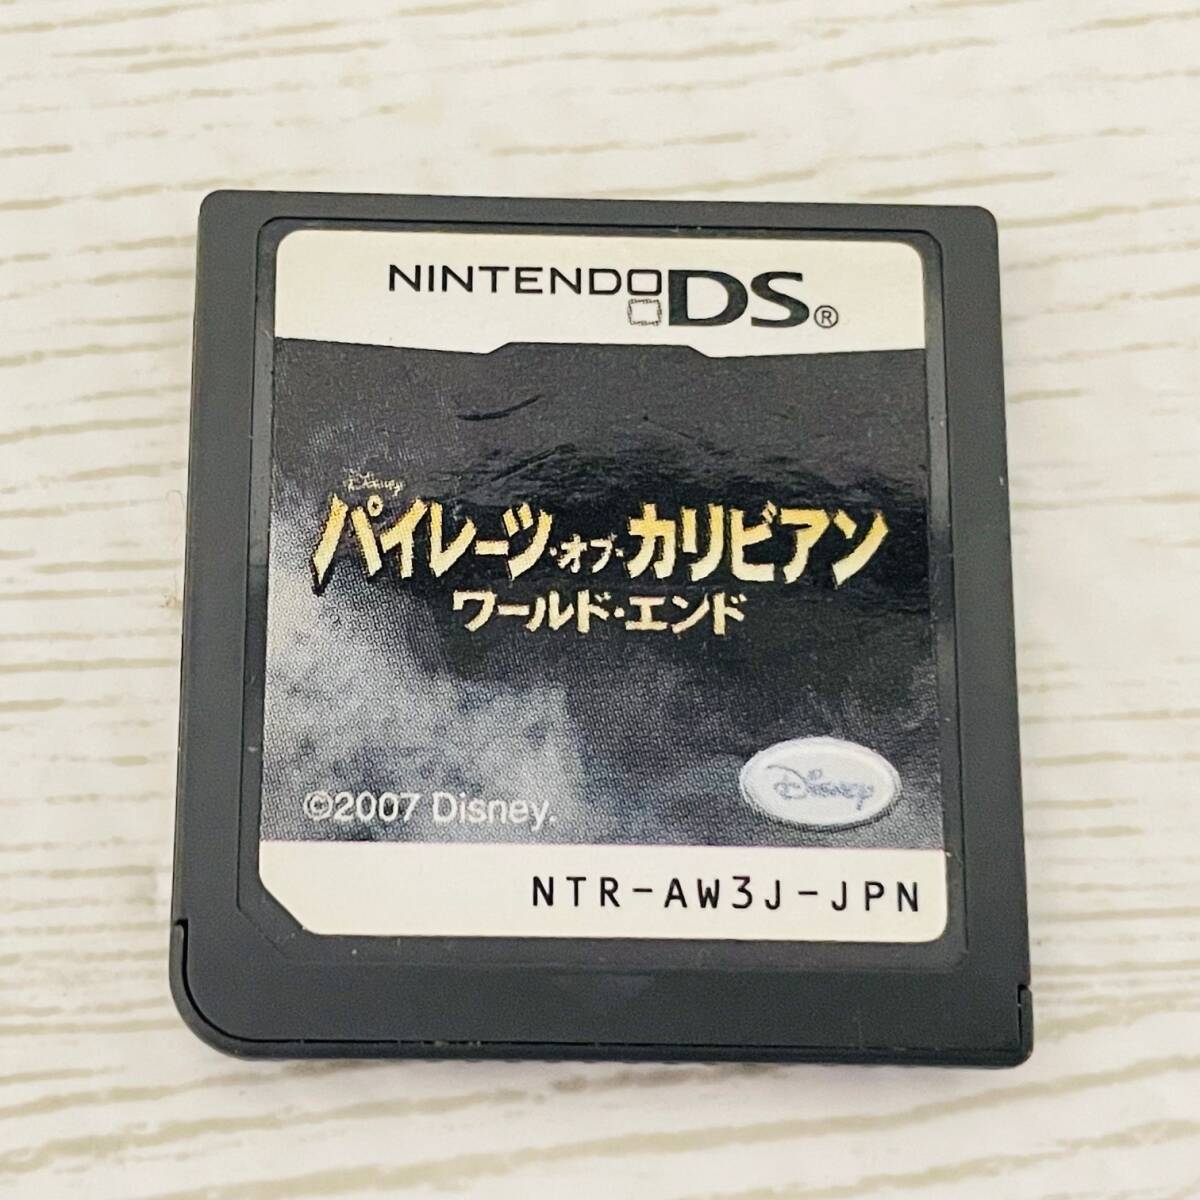 NINTENDO DS®
Disney
パイレーツ・オブ・カリビアン
ワールド・エンド
Disney
©2007 Disney.
NTR-AW3J-JPN